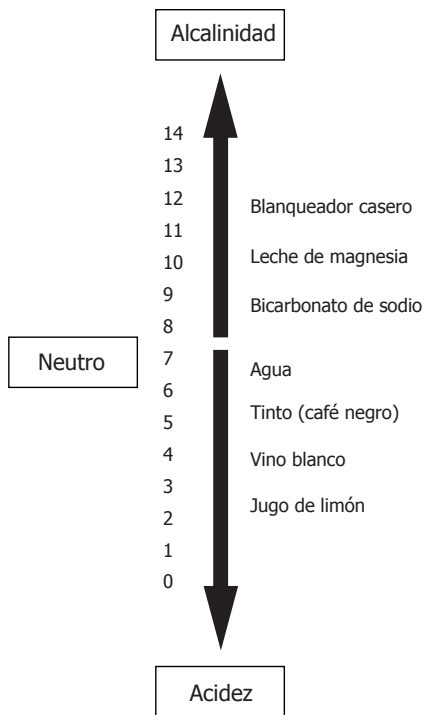 Alcalinidad
14
13
12
Blanqueador casero
11
10
Leche de magnesia
9
Bicarbonato de sodio
8
Neutro
7
Agua
6
5
Tinto (café negro)
4
Vino blanco
3
Jugo de limón
2
1
0
Acidez